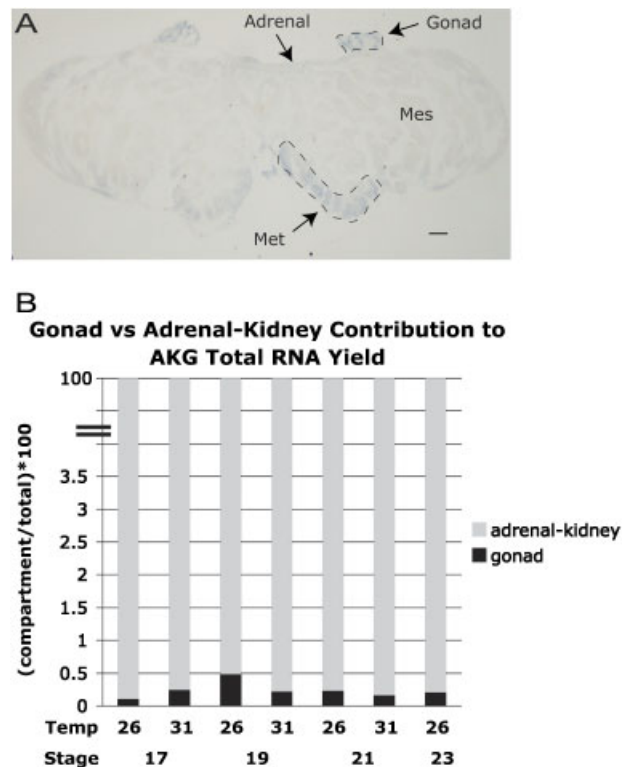 A
Adrenal
Gonad
Mes
Met
B
Gonad vs Adrenal-Kidney Contribution to
AKG Total RNA Yield
(compartment/total)*100
100
3.5
3
2.5
2
1.5
1
0.5
0
adrenal-kidney
gonad
Temp 26 31 26 31 26 31 26
Stage 17 19 21 23